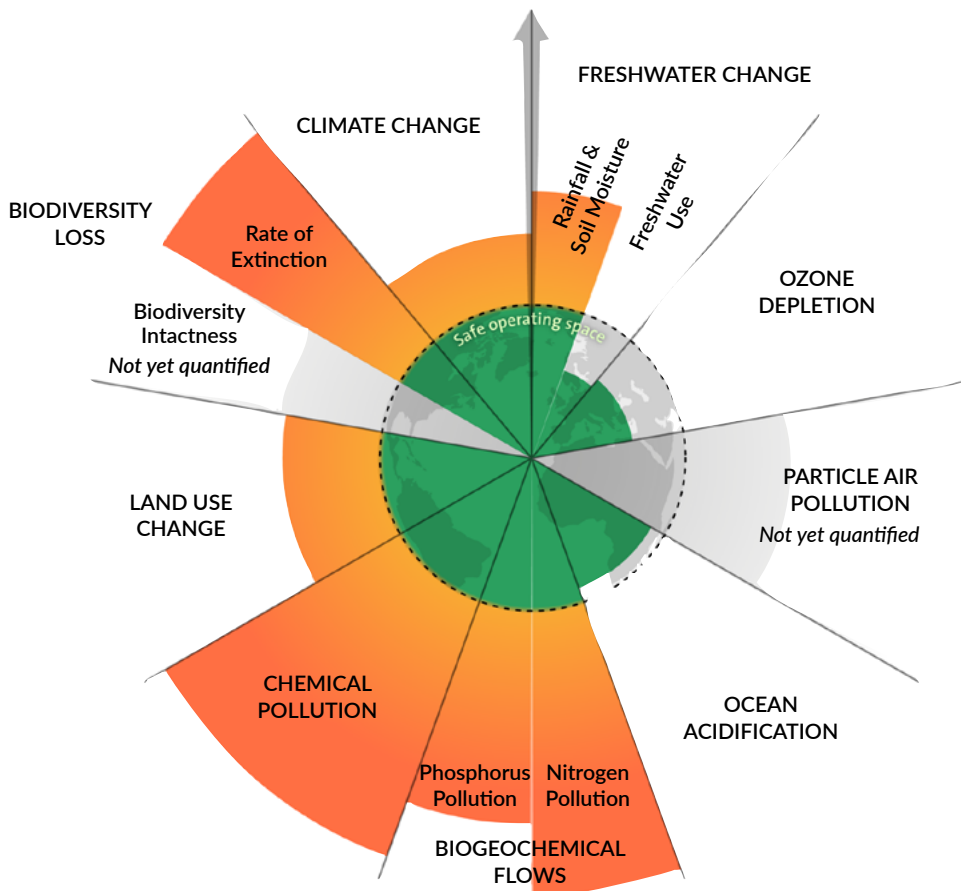 FRESHWATER CHANGE
Rainfall &
Soil Moisture
Freshwater
Use
OZONE
DEPLETION
PARTICLE AIR
POLLUTION
Not yet quantified
OCEAN
ACIDIFICATION
BIOGEOCHEMICAL
FLOWS
Nitrogen
Pollution
Phosphorus
Pollution
CHEMICAL
POLLUTION
LAND USE
CHANGE
BIODIVERSITY
LOSS
Biodiversity
Intactness
Not yet quantified
Rate of
Extinction
CLIMATE CHANGE
Safe operating space